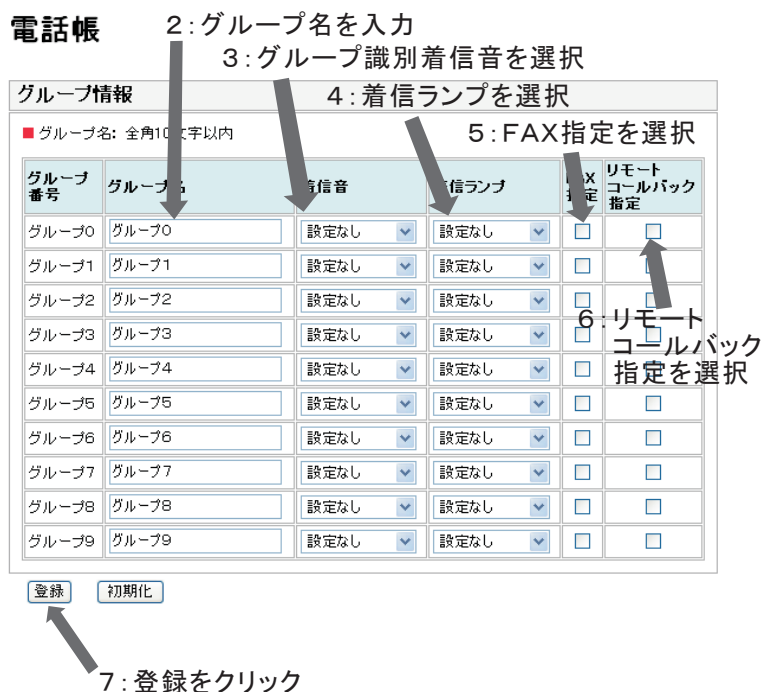 電話帳
2:グループ名を入力
3:グループ識別着信音を選択
グループ情報
4:着信ランプを選択
■グループ名: 全角10文字以内
5:FAX指定を選択
グループ番号 グループ名 着信音 着信ランプ FAX指定 リモートコールバック指定
グループ0 グループ0 設定なし 設定なし
グループ1 グループ1 設定なし 設定なし
グループ2 グループ2 設定なし 設定なし
グループ3 グループ3 設定なし 設定なし
6:リモート
コールバック
指定を選択
グループ4 グループ4 設定なし 設定なし
グループ5 グループ5 設定なし 設定なし
グループ6 グループ6 設定なし 設定なし
グループ7 グループ7 設定なし 設定なし
グループ8 グループ8 設定なし 設定なし
グループ9 グループ9 設定なし 設定なし
登録 初期化
7:登録をクリック